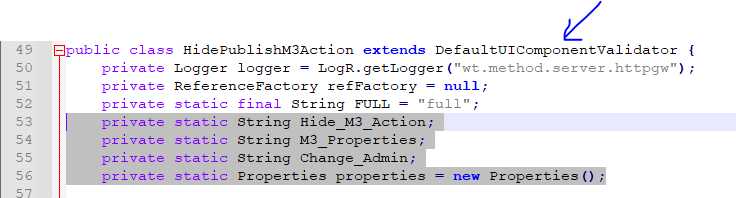 49 public class HidePublishM3Action extends DefaultUIComponentValidator {
50 private Logger logger = LogR.getLogger("wt.method.server.httpgw");
51 private ReferenceFactory refFactory = null;
52 private static final String FULL = "full";
53 private static String Hide_M3_Action;
54 private static String M3_Properties;
55 private static String Change_Admin;
56 private static Properties properties = new Properties();
57